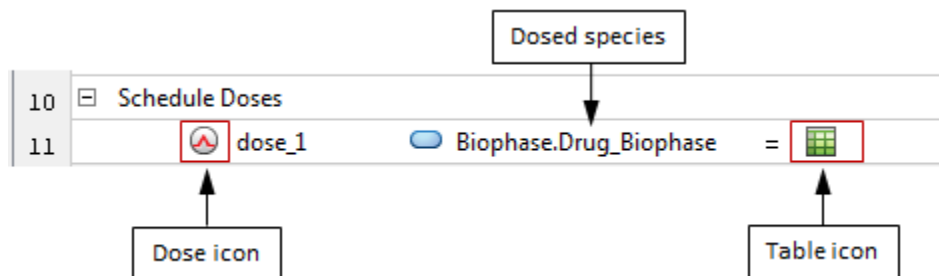 Dosed species
10 Schedule Doses
11 dose_1 Biophase.Drug_Biophase =
Dose icon Table icon